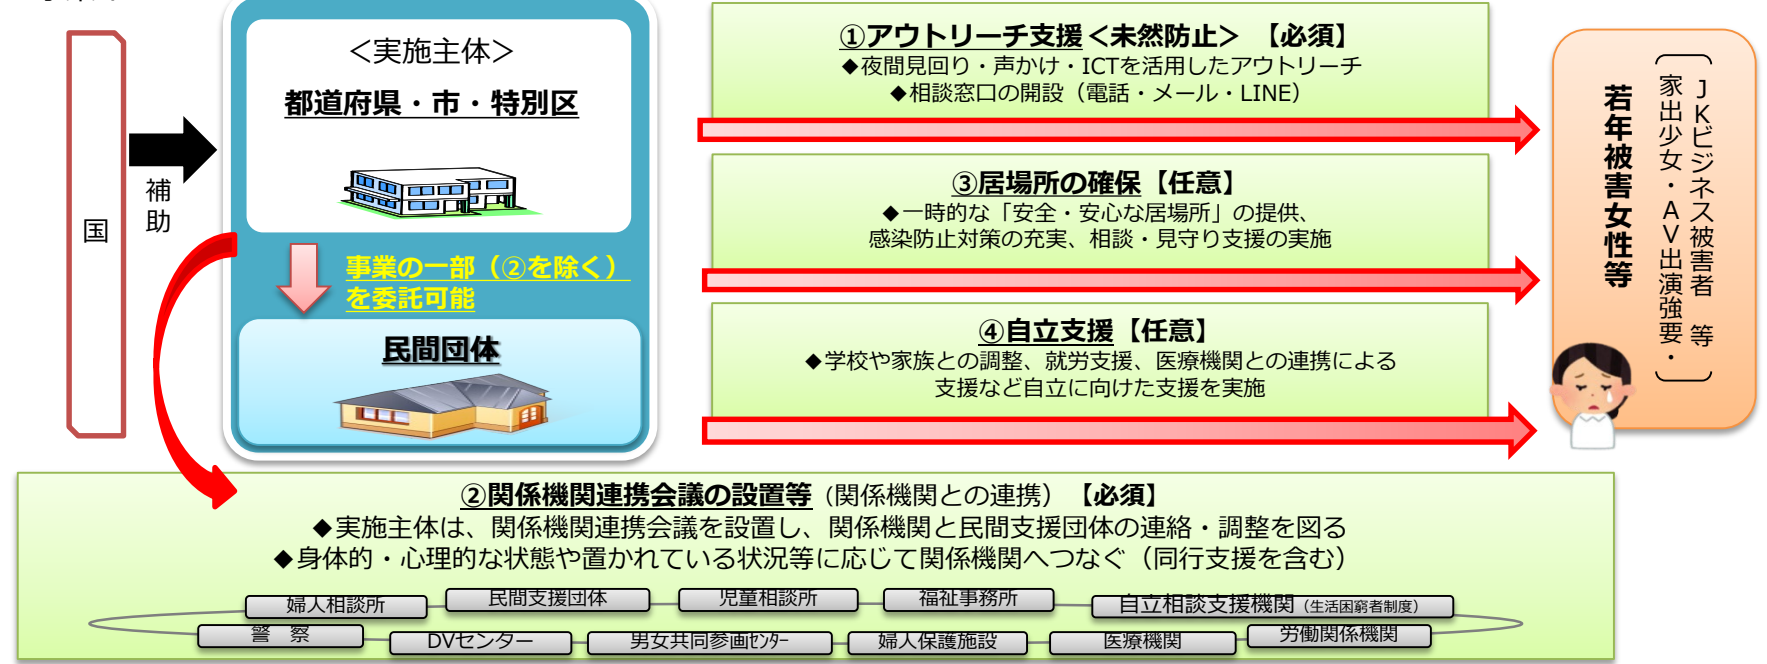 国
補助
＜実施主体＞
都道府県・市・特別区
事業の一部（②を除く）
を委託可能
民間団体
①アウトリーチ支援＜未然防止＞ 【必須】
◆夜間見回り・声かけ・ICTを活用したアウトリーチ
◆相談窓口の開設（電話・メール・LINE）
③居場所の確保【任意】
◆一時的な「安全・安心な居場所」の提供、
感染防止対策の充実、相談・見守り支援の実施
④自立支援【任意】
◆学校や家族との調整、就労支援、医療機関との連携による
支援など自立に向けた支援を実施
ＪＫビジネス被害者 等
家出少女・ＡＶ出演強要・
若年被害女性等
②関係機関連携会議の設置等（関係機関との連携）【必須】
◆実施主体は、関係機関連携会議を設置し、関係機関と民間支援団体の連絡・調整を図る
◆身体的・心理的な状態や置かれている状況等に応じて関係機関へつなぐ（同行支援を含む）
婦人相談所
民間支援団体
児童相談所
福祉事務所
自立相談支援機関（生活困窮者制度）
警 察
DVセンター
男女共同参画ｾﾝﾀｰ
婦人保護施設
医療機関
労働関係機関